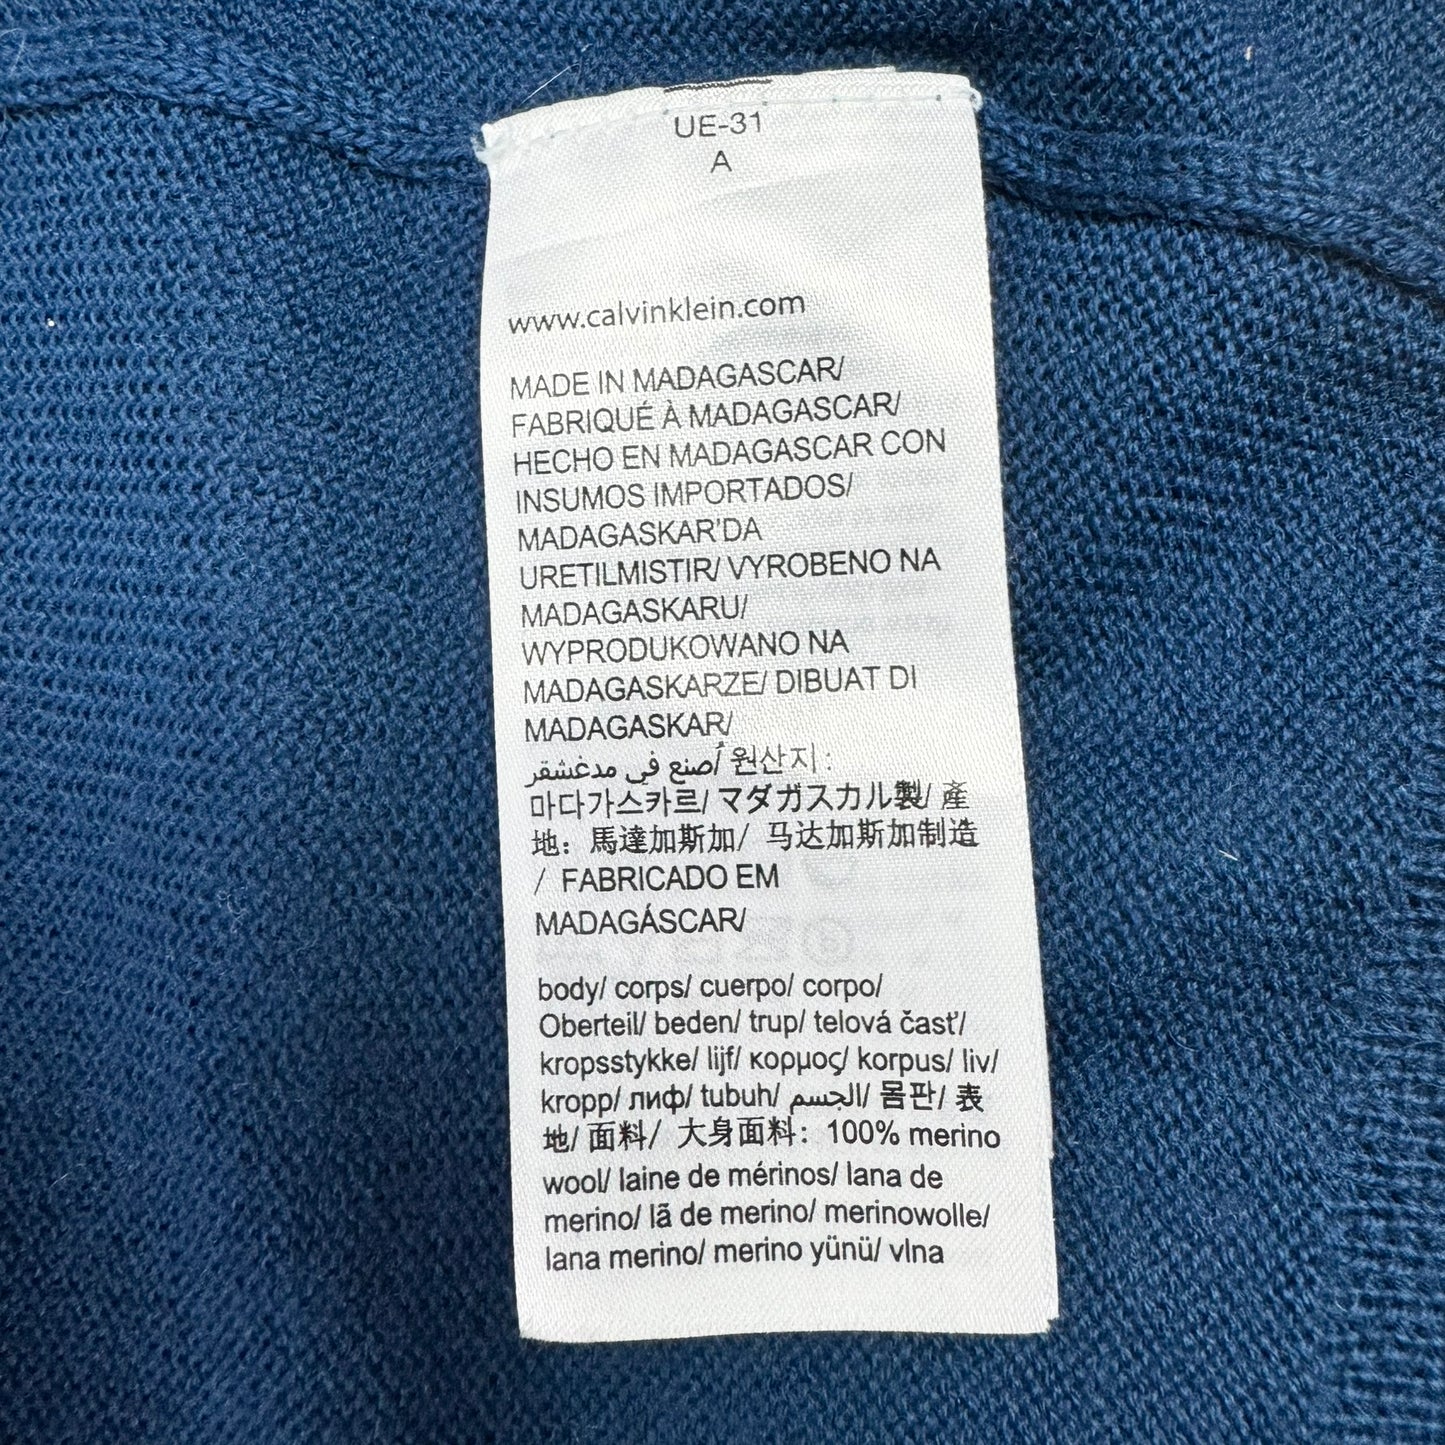 UE-31
A
www.calvinklein.com
MADE IN MADAGASCAR/
FABRIQUÉ À MADAGASCAR/
HECHO EN MADAGASCAR CON
INSUMOS IMPORTADOS/
MADAGASKAR'DA
URETILMISTIR/ VYROBENO NA
MADAGASKARU/
WYPRODUKOWANO NA
MADAGASKARZE/ DIBUAT DI
MADAGASKAR/
أصنع في مدغشقر/ 원산지:
마다가스카르/ マダガスカル製/ 產
地：馬達加斯加/ 马达加斯加制造
/ FABRICADO EM
MADAGÁSCAR/
body/ corps/ cuerpo/ corpo/
Oberteil/ beden/ trup/ telová časť/
kropsstykke/ lijf/ κορμος/ korpus/ liv/
kropp/ лиф/ tubuh/ الجسم/ 몸판/ 表
地/ 面料/ 大身面料：100% merino
wool/ laine de mérinos/ lana de
merino/ lã de merino/ merinowolle/
lana merino/ merino yünü/ vlna